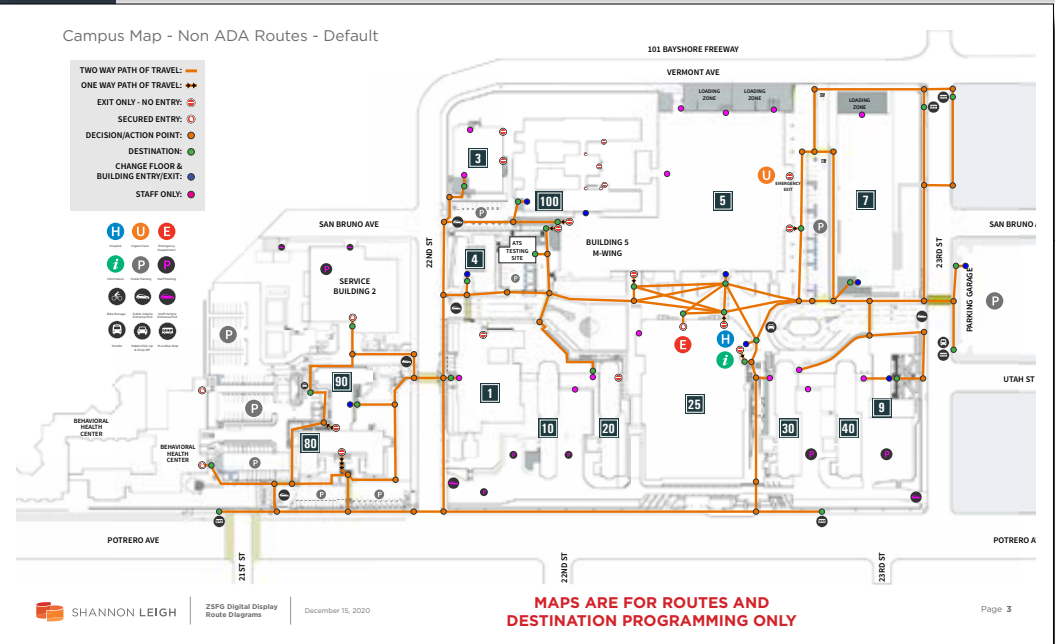 Campus Map - Non ADA Routes - Default
TWO WAY PATH OF TRAVEL:
ONE WAY PATH OF TRAVEL:
EXIT ONLY - NO ENTRY:
SECURED ENTRY:
DECISION/ACTION POINT:
DESTINATION:
CHANGE FLOOR &
BUILDING ENTRY/EXIT:
STAFF ONLY:
H
U
E
i
P
P
101 BAYSHORE FREEWAY
VERMONT AVE
LOADING
ZONE
LOADING
ZONE
LOADING
ZONE
3
100
5
7
U
EMERGENCY
EXIT
P
P
SAN BRUNO AVE
SAN BRUNO
22ND ST
23RD ST
ATS
TESTING
SITE
4
P
BUILDING 5
M-WING
P
SERVICE
BUILDING 2
P
PARKING GARAGE
P
E
H
i
UTAH ST
90
1
25
9
P
10
20
30
40
80
BEHAVIORAL
HEALTH
CENTER
BEHAVIORAL
HEALTH
CENTER
P
P
P
P
P
P
P
POTRERO AVE
POTRERO A
21ST ST
22ND ST
23RD ST
SHANNON LEIGH
ZSFG Digital Display
Route Diagrams
December 15, 2020
MAPS ARE FOR ROUTES AND
DESTINATION PROGRAMMING ONLY
Page 3